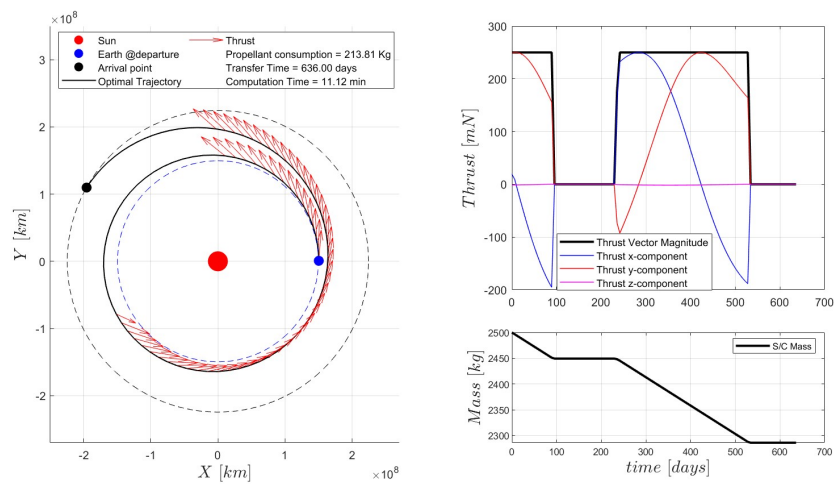 ×10⁸
Sun
Earth @departure
Arrival point
Optimal Trajectory
Thrust
Propellant consumption = 213.81 Kg
Transfer Time = 636.00 days
Computation Time = 11.12 min
3
2
1
0
-1
-2
Y [km]
-2
-1
0
1
2
X [km]
×10⁸
300
200
100
0
-100
-200
Thrust [mN]
Thrust Vector Magnitude
Thrust x-component
Thrust y-component
Thrust z-component
0
100
200
300
400
500
600
700
2500
2450
2400
2350
2300
Mass [kg]
S/C Mass
0
100
200
300
400
500
600
700
time [days]